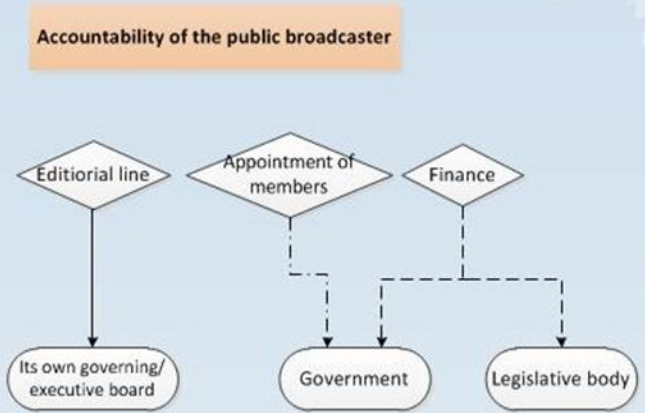 Accountability of the public broadcaster
Editiorial line
Appointment of
members
Finance
Its own governing/
executive board
Government
Legislative body